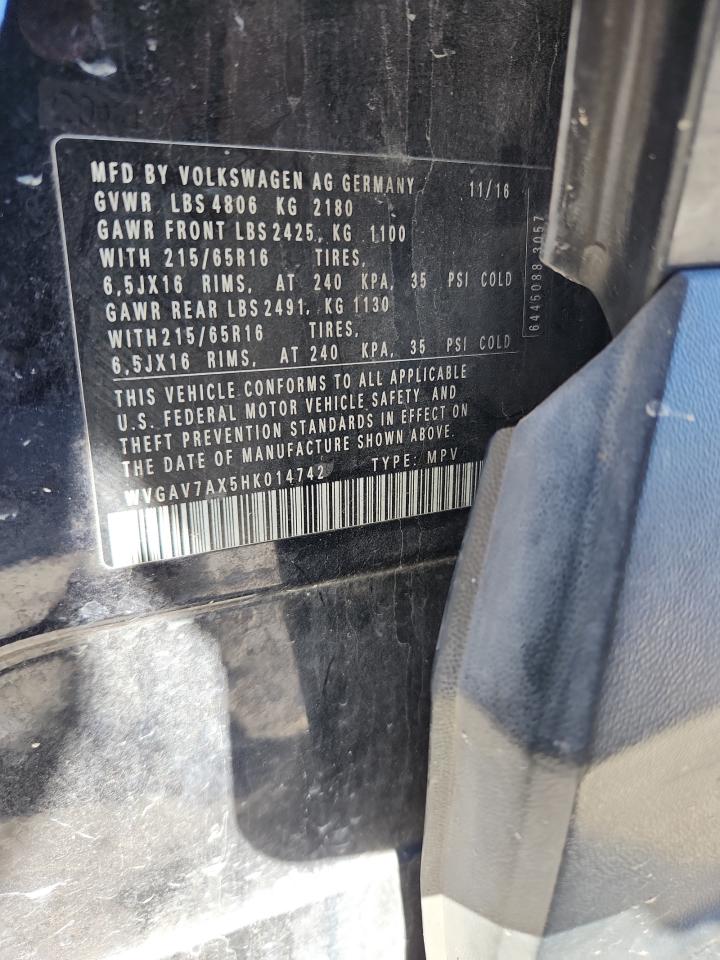 MFD BY VOLKSWAGEN AG GERMANY 11/16
GVWR LBS 4806 KG 2180
GAWR FRONT LBS 2425, KG 1100
WITH 215/65R16 TIRES,
6,5JX16 RIMS, AT 240 KPA, 35 PSI COLD
GAWR REAR LBS 2491, KG 1130
WITH 215/65R16 TIRES,
6,5JX16 RIMS, AT 240 KPA, 35 PSI COLD
THIS VEHICLE CONFORMS TO ALL APPLICABLE
U.S. FEDERAL MOTOR VEHICLE SAFETY AND
THEFT PREVENTION STANDARDS IN EFFECT ON
THE DATE OF MANUFACTURE SHOWN ABOVE.
WVGAV7AX5HK014742 TYPE: MPV
6446088 3057